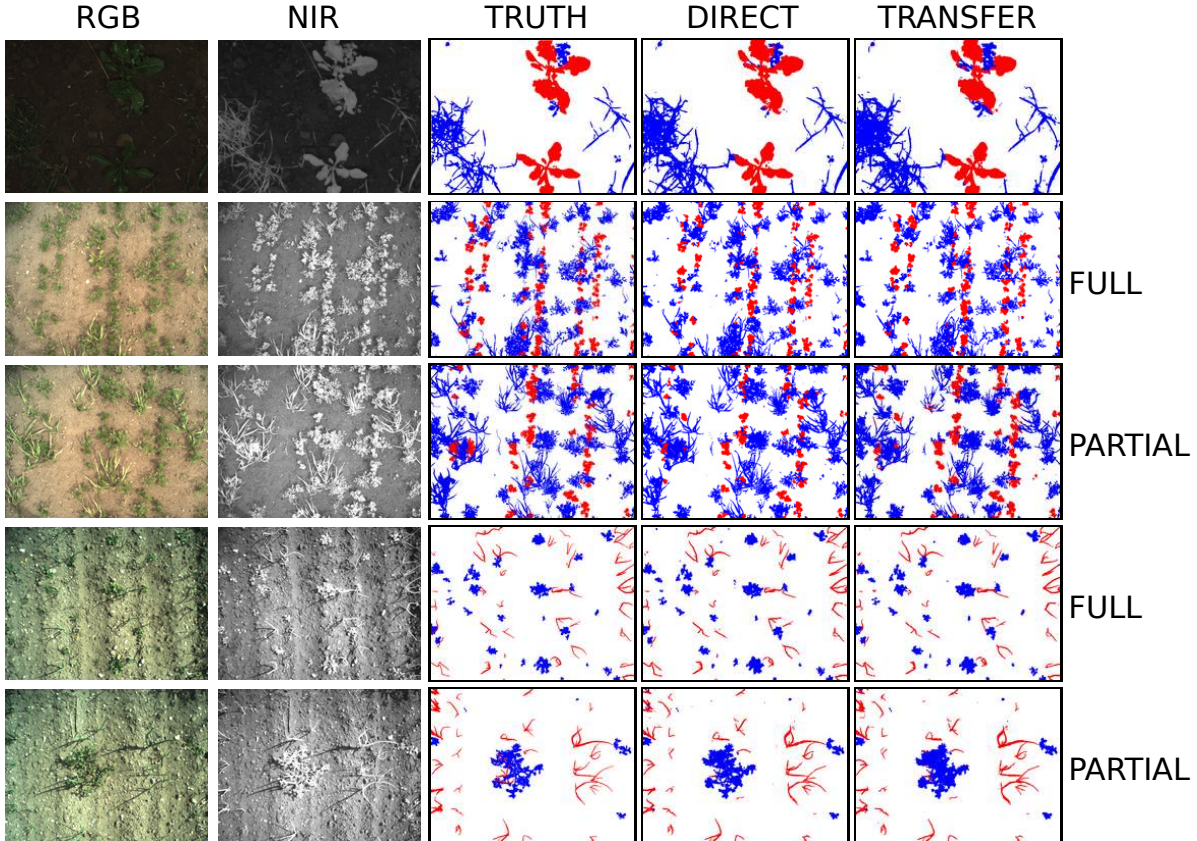 RGB NIR TRUTH DIRECT TRANSFER
FULL
PARTIAL
FULL
PARTIAL